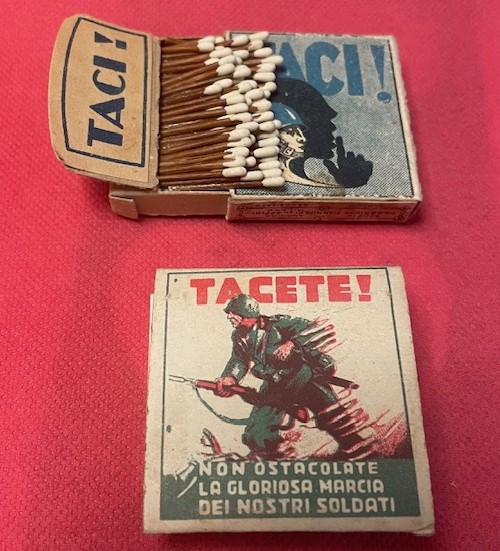 TACI!
TACI!
TACETE!
NON OSTACOLATE
LA GLORIOSA MARCIA
DEI NOSTRI SOLDATI